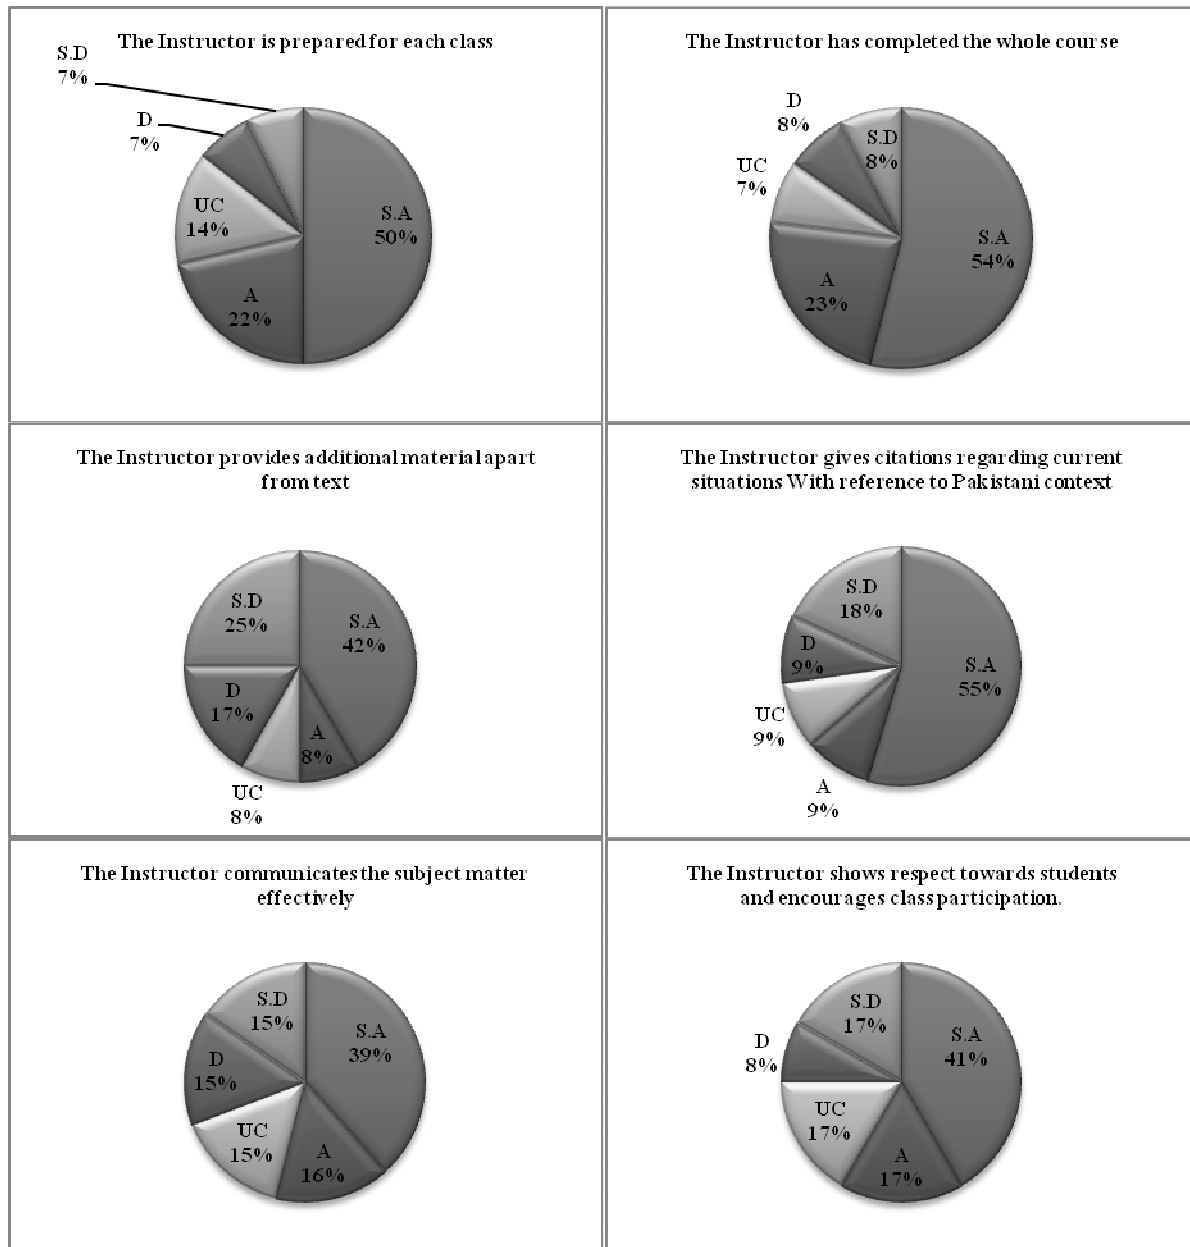 The Instructor is prepared for each class
S.D
7%
D
7%
UC
14%
S.A
50%
A
22%
The Instructor has completed the whole course
D
8%
S.D
8%
UC
7%
S.A
54%
A
23%
The Instructor provides additional material apart
from text
S.D
25%
S.A
42%
D
17%
A
8%
UC
8%
The Instructor gives citations regarding current
situations With reference to Pakistani context
S.D
18%
D
9%
S.A
55%
UC
9%
A
9%
The Instructor communicates the subject matter
effectively
S.D
15%
S.A
39%
D
15%
UC
15%
A
16%
The Instructor shows respect towards students
and encourages class participation.
S.D
17%
S.A
41%
D
8%
UC
17%
A
17%